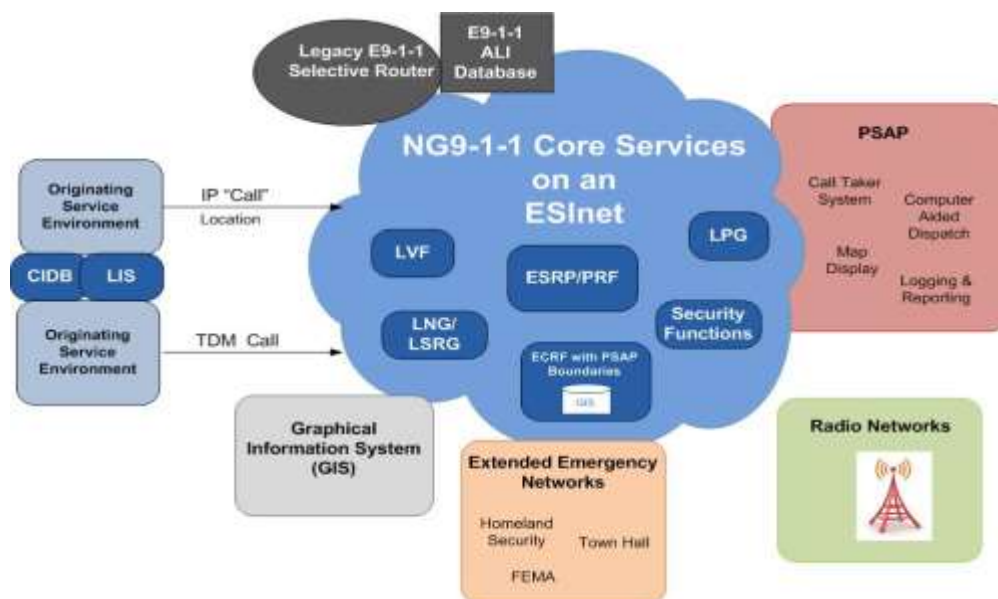 Legacy E9-1-1
Selective Router
E9-1-1
ALI
Database
NG9-1-1 Core Services
on an
ESInet
Originating
Service
Environment
CIDB
LIS
Originating
Service
Environment
IP "Call"
Location
TDM Call
LVF
LNG/
LSRG
ESRP/PRF
ECRF with PSAP
Boundaries
GIS
LPG
Security
Functions
PSAP
Call Taker
System
Computer
Aided
Dispatch
Map
Display
Logging &
Reporting
Graphical
Information System
(GIS)
Extended Emergency
Networks
Homeland
Security
Town Hall
FEMA
Radio Networks